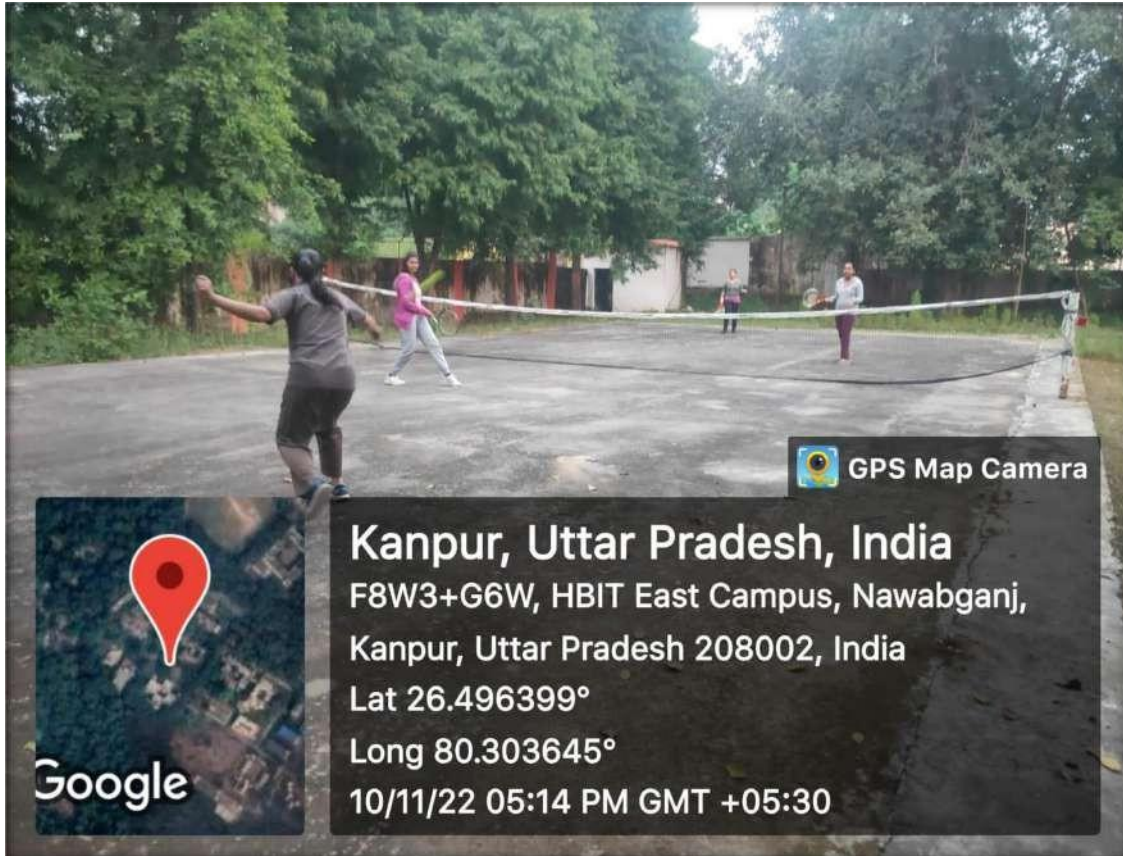 GPS Map Camera
Kanpur, Uttar Pradesh, India
F8W3+G6W, HBIT East Campus, Nawabganj,
Kanpur, Uttar Pradesh 208002, India
Lat 26.496399°
Long 80.303645°
10/11/22 05:14 PM GMT +05:30
Google